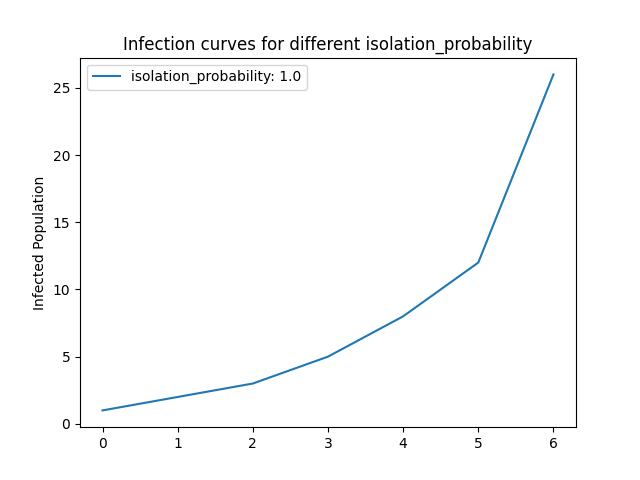 Infection curves for different isolation_probability
isolation_probability: 1.0
Infected Population
25
20
15
10
5
0
0 1 2 3 4 5 6